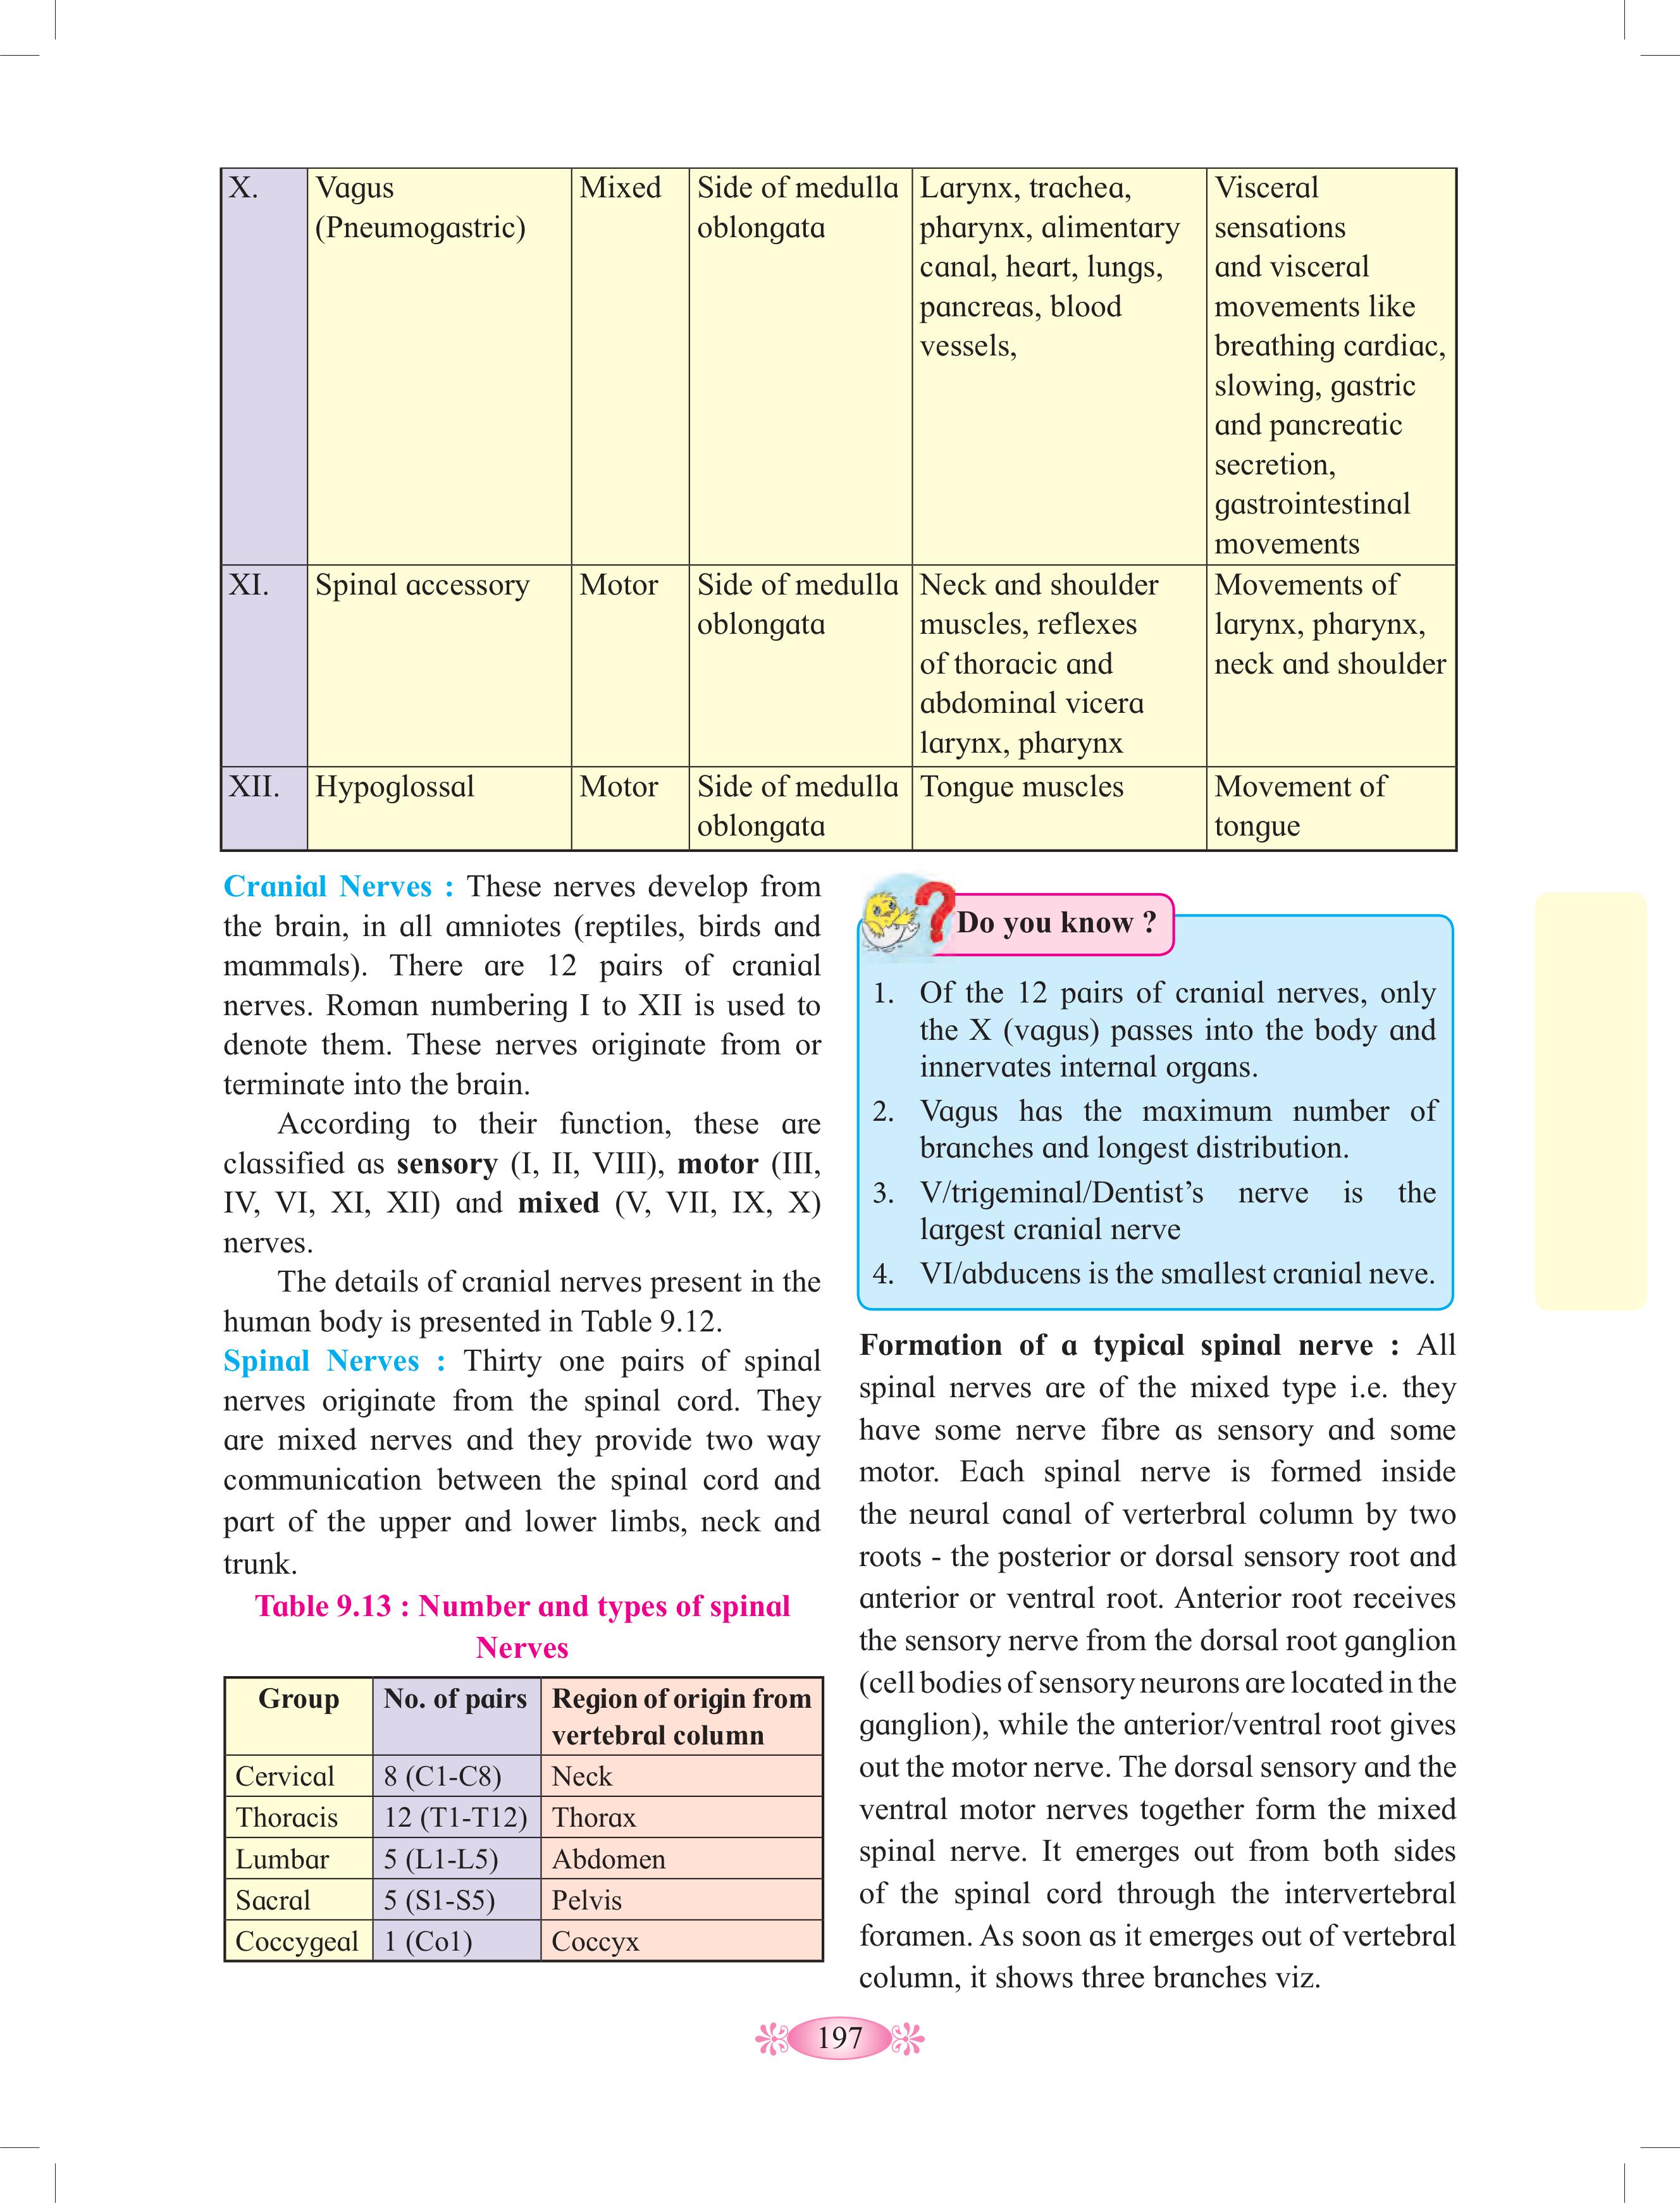 X.
Vagus
(Pneumogastric)
Mixed
Side of medulla
oblongata
Larynx, trachea,
pharynx, alimentary
canal, heart, lungs,
pancreas, blood
vessels,
Visceral
sensations
and visceral
movements like
breathing cardiac,
slowing, gastric
and pancreatic
secretion,
gastrointestinal
movements
XI.
Spinal accessory
Motor
Side of medulla
oblongata
Neck and shoulder
muscles, reflexes
of thoracic and
abdominal vicera
larynx, pharynx
Movements of
larynx, pharynx,
neck and shoulder
XII.
Hypoglossal
Motor
Side of medulla
oblongata
Tongue muscles
Movement of
tongue
Cranial Nerves : These nerves develop from
the brain, in all amniotes (reptiles, birds and
mammals). There are 12 pairs of cranial
nerves. Roman numbering I to XII is used to
denote them. These nerves originate from or
terminate into the brain.
According to their function, these are
classified as sensory (I, II, VIII), motor (III,
IV, VI, XI, XII) and mixed (V, VII, IX, X)
nerves.
The details of cranial nerves present in the
human body is presented in Table 9.12.
Spinal Nerves : Thirty one pairs of spinal
nerves originate from the spinal cord. They
are mixed nerves and they provide two way
communication between the spinal cord and
part of the upper and lower limbs, neck and
trunk.
Table 9.13 : Number and types of spinal
Nerves
Group
No. of pairs
Region of origin from
vertebral column
Cervical
8 (C1-C8)
Neck
Thoracis
12 (T1-T12)
Thorax
Lumbar
5 (L1-L5)
Abdomen
Sacral
5 (S1-S5)
Pelvis
Coccygeal
1 (Co1)
Coccyx
?
Do you know ?
1. Of the 12 pairs of cranial nerves, only
the X (vagus) passes into the body and
innervates internal organs.
2. Vagus has the maximum number of
branches and longest distribution.
3. V/trigeminal/Dentist’s nerve is the
largest cranial nerve
4. VI/abducens is the smallest cranial neve.
Formation of a typical spinal nerve : All
spinal nerves are of the mixed type i.e. they
have some nerve fibre as sensory and some
motor. Each spinal nerve is formed inside
the neural canal of verterbral column by two
roots - the posterior or dorsal sensory root and
anterior or ventral root. Anterior root receives
the sensory nerve from the dorsal root ganglion
(cell bodies of sensory neurons are located in the
ganglion), while the anterior/ventral root gives
out the motor nerve. The dorsal sensory and the
ventral motor nerves together form the mixed
spinal nerve. It emerges out from both sides
of the spinal cord through the intervertebral
foramen. As soon as it emerges out of vertebral
column, it shows three branches viz.
197